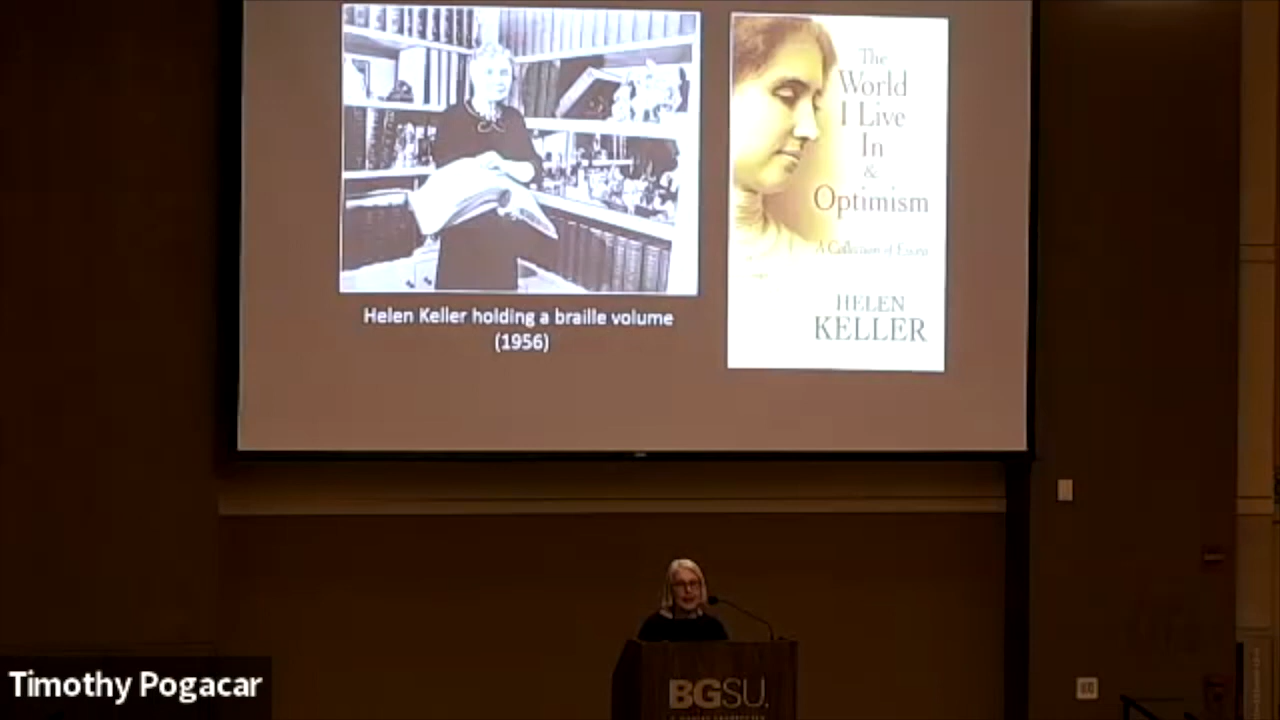 The
World
I Live
In
&
Optimism
A Collection of Essays
HELEN
KELLER
Helen Keller holding a braille volume
(1956)
Timothy Pogacar
BGSU.